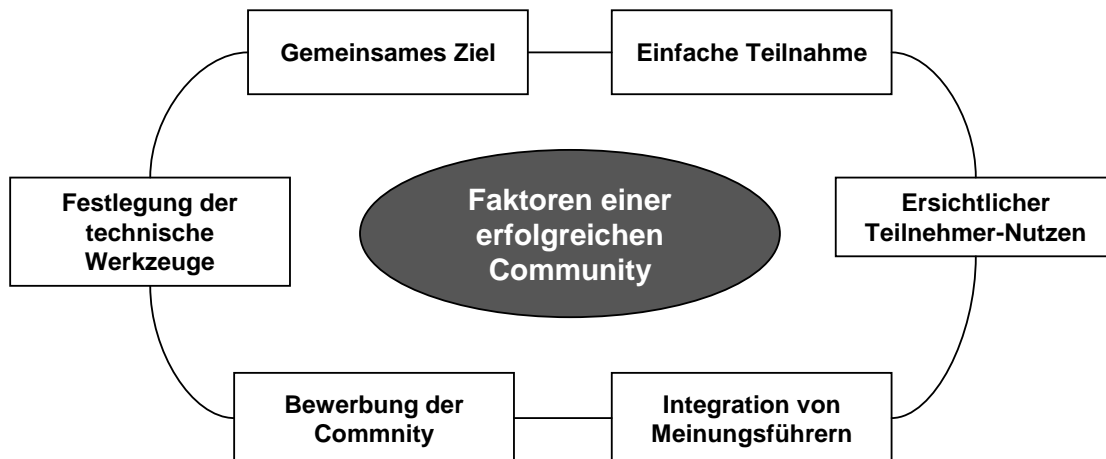 Gemeinsames Ziel
Einfache Teilnahme
Festlegung der
technische
Werkzeuge
Faktoren einer
erfolgreichen
Community
Ersichtlicher
Teilnehmer-Nutzen
Bewerbung der
Commnity
Integration von
Meinungsführern